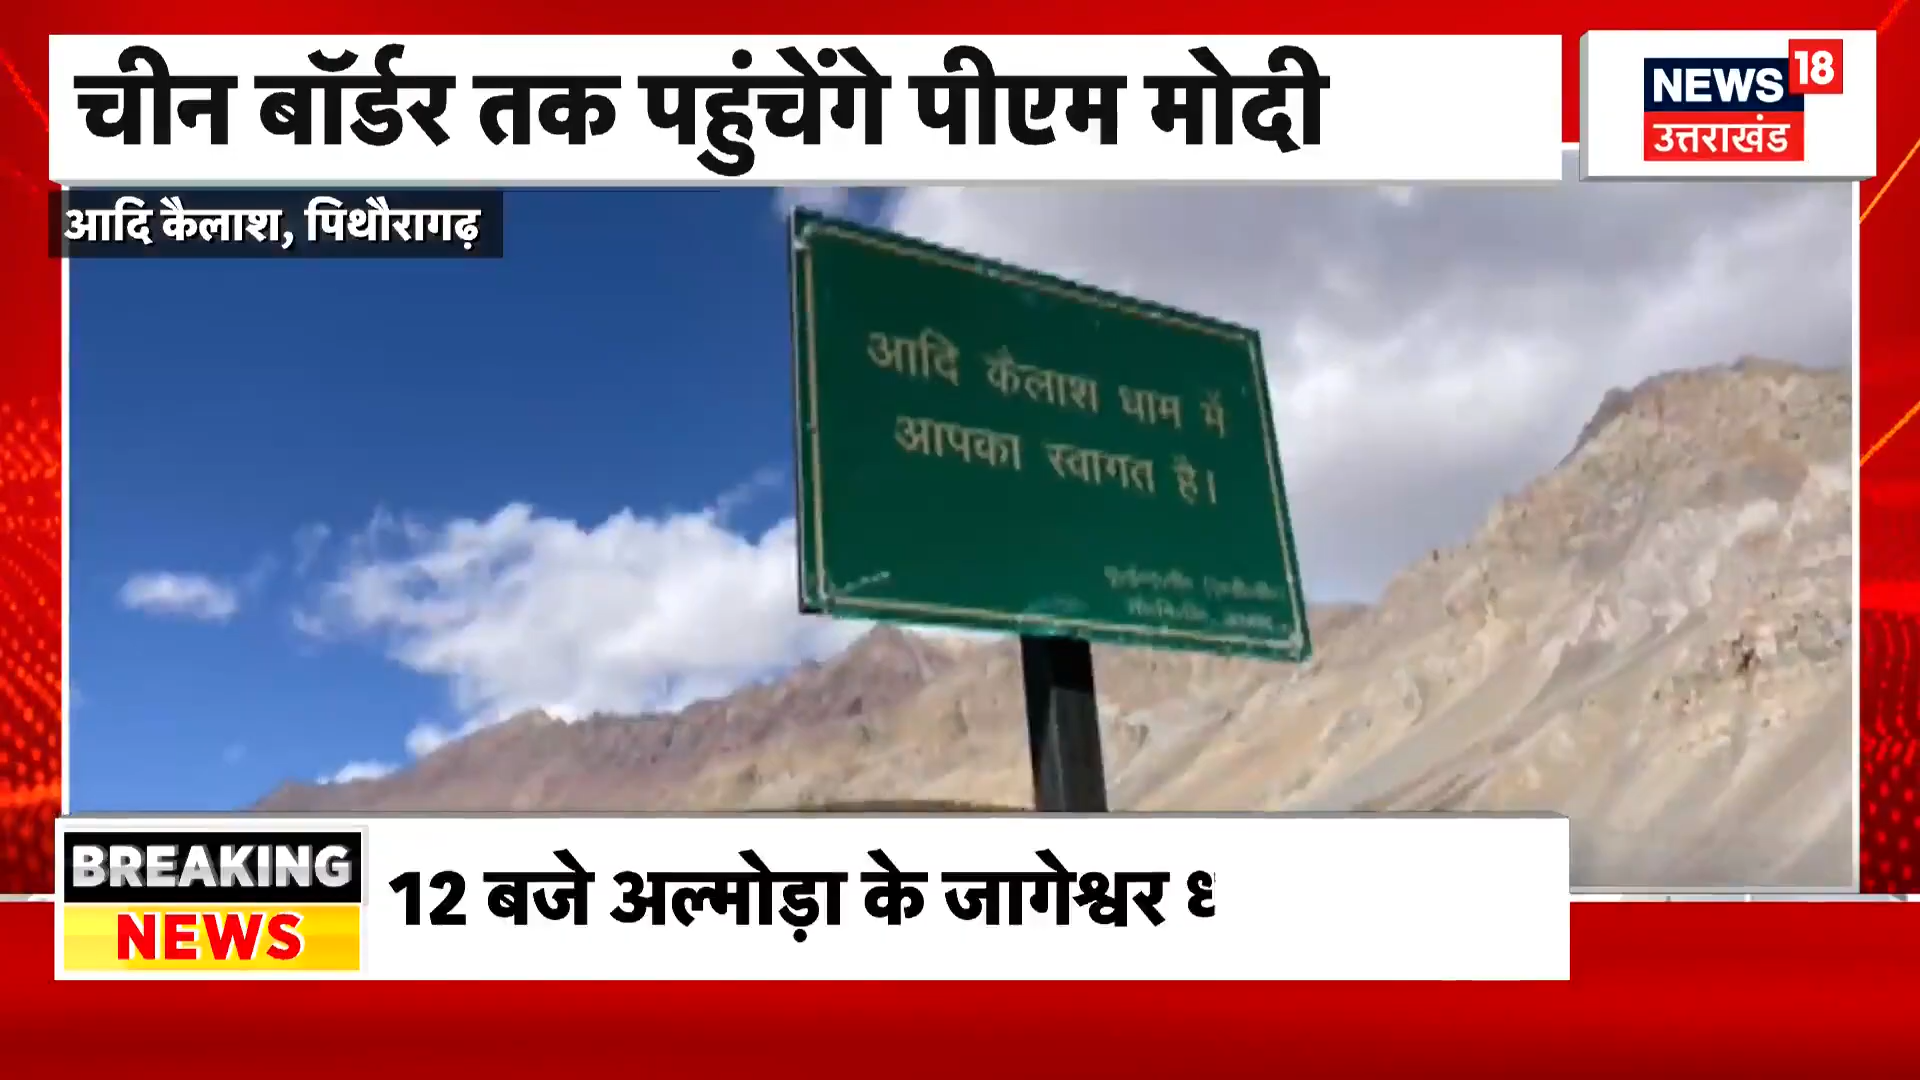 चीन बॉर्डर तक पहुंचेंगे पीएम मोदी
NEWS 18
उत्तराखंड
आदि कैलाश, पिथौरागढ़
आदि कैलाश धाम में
आपका स्वागत है।
BREAKING
NEWS
12 बजे अल्मोड़ा के जागेश्वर